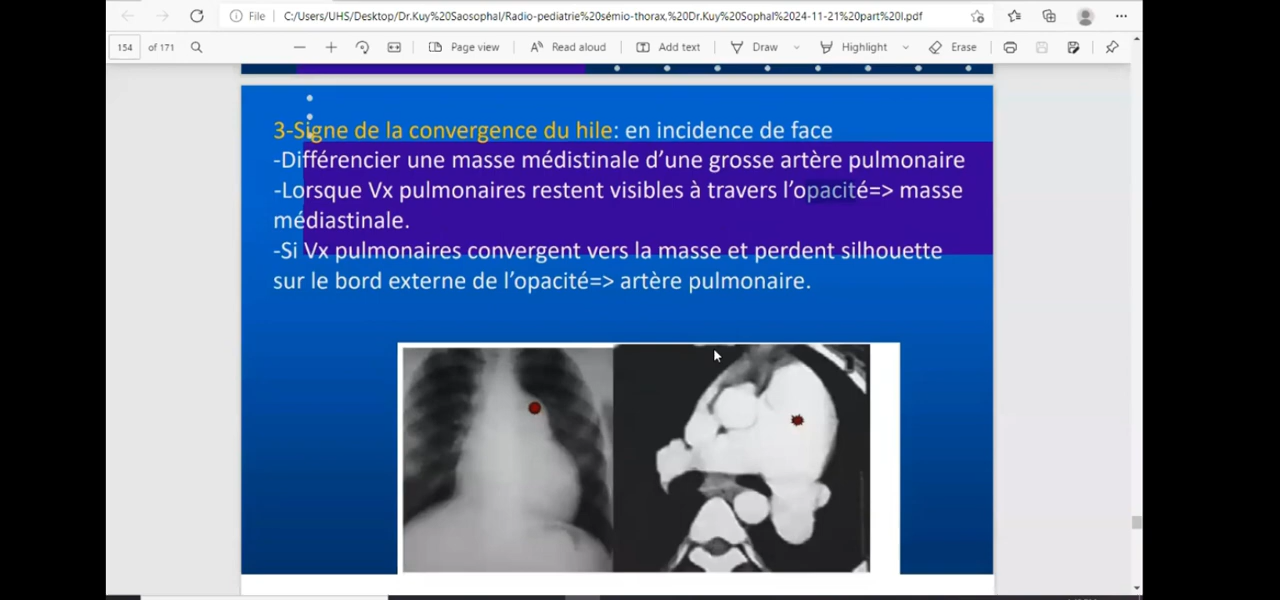 File
C:/Users/UHS/Desktop/Dr.Kuy%20Saosophal/Radio-pediatrie%20sémio-thorax,%20Dr.Kuy%20Sophal%2024-11-21%20part%20I.pdf
154 of 171
Page view
Read aloud
Add text
Draw
Highlight
Erase
3-Signe de la convergence du hile: en incidence de face
-Différencier une masse médistinale d’une grosse artère pulmonaire
-Lorsque Vx pulmonaires restent visibles à travers l’opacité=> masse
médiastinale.
-Si Vx pulmonaires convergent vers la masse et perdent silhouette
sur le bord externe de l’opacité=> artère pulmonaire.